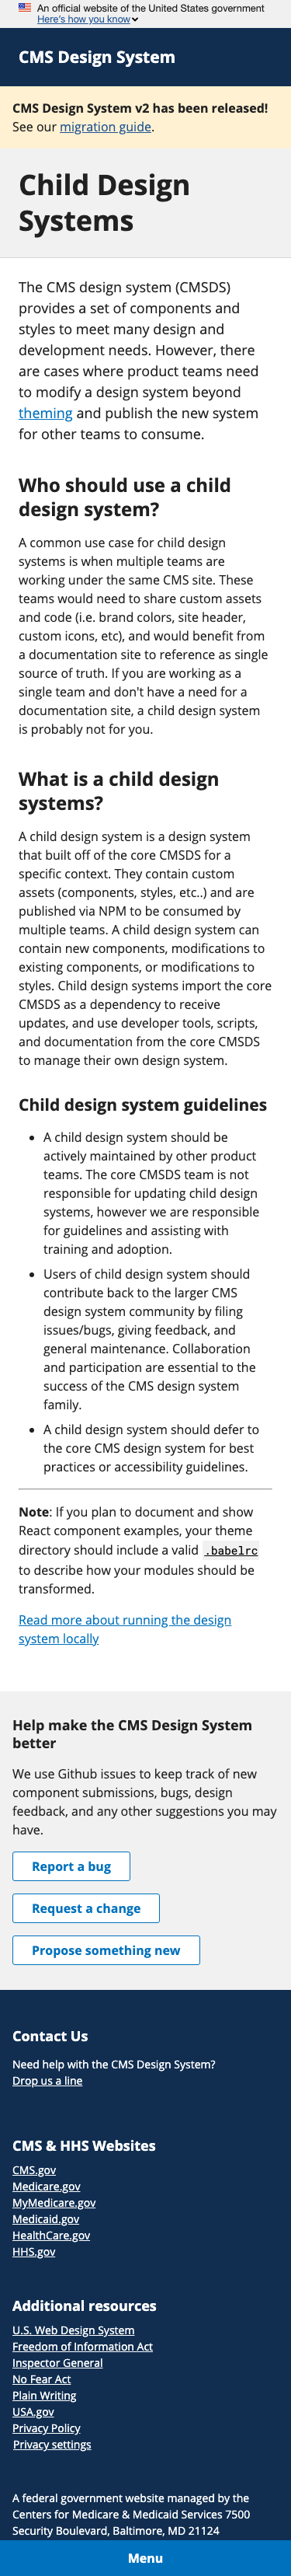 An official website of the United States government
Here's how you know
CMS Design System
CMS Design System v2 has been released!
See our migration guide.
Child Design
Systems
The CMS design system (CMSDS)
provides a set of components and
styles to meet many design and
development needs. However, there
are cases where product teams need
to modify a design system beyond
theming and publish the new system
for other teams to consume.
Who should use a child
design system?
A common use case for child design
systems is when multiple teams are
working under the same CMS site. These
teams would need to share custom assets
and code (i.e. brand colors, site header,
custom icons, etc), and would benefit from
a documentation site to reference as single
source of truth. If you are working as a
single team and don't have a need for a
documentation site, a child design system
is probably not for you.
What is a child design
systems?
A child design system is a design system
that built off of the core CMSDS for a
specific context. They contain custom
assets (components, styles, etc..) and are
published via NPM to be consumed by
multiple teams. A child design system can
contain new components, modifications to
existing components, or modifications to
styles. Child design systems import the core
CMSDS as a dependency to receive
updates, and use developer tools, scripts,
and documentation from the core CMSDS
to manage their own design system.
Child design system guidelines
• A child design system should be
actively maintained by other product
teams. The core CMSDS team is not
responsible for updating child design
systems, however we are responsible
for guidelines and assisting with
training and adoption.
• Users of child design system should
contribute back to the larger CMS
design system community by filing
issues/bugs, giving feedback, and
general maintenance. Collaboration
and participation are essential to the
success of the CMS design system
family.
• A child design system should defer to
the core CMS design system for best
practices or accessibility guidelines.
Note: If you plan to document and show
React component examples, your theme
directory should include a valid .babelrc
to describe how your modules should be
transformed.
Read more about running the design
system locally
Help make the CMS Design System
better
We use Github issues to keep track of new
component submissions, bugs, design
feedback, and any other suggestions you may
have.
Report a bug
Request a change
Propose something new
Contact Us
Need help with the CMS Design System?
Drop us a line
CMS & HHS Websites
CMS.gov
Medicare.gov
MyMedicare.gov
Medicaid.gov
HealthCare.gov
HHS.gov
Additional resources
U.S. Web Design System
Freedom of Information Act
Inspector General
No Fear Act
Plain Writing
USA.gov
Privacy Policy
Privacy settings
A federal government website managed by the
Centers for Medicare & Medicaid Services 7500
Security Boulevard, Baltimore, MD 21124
Menu